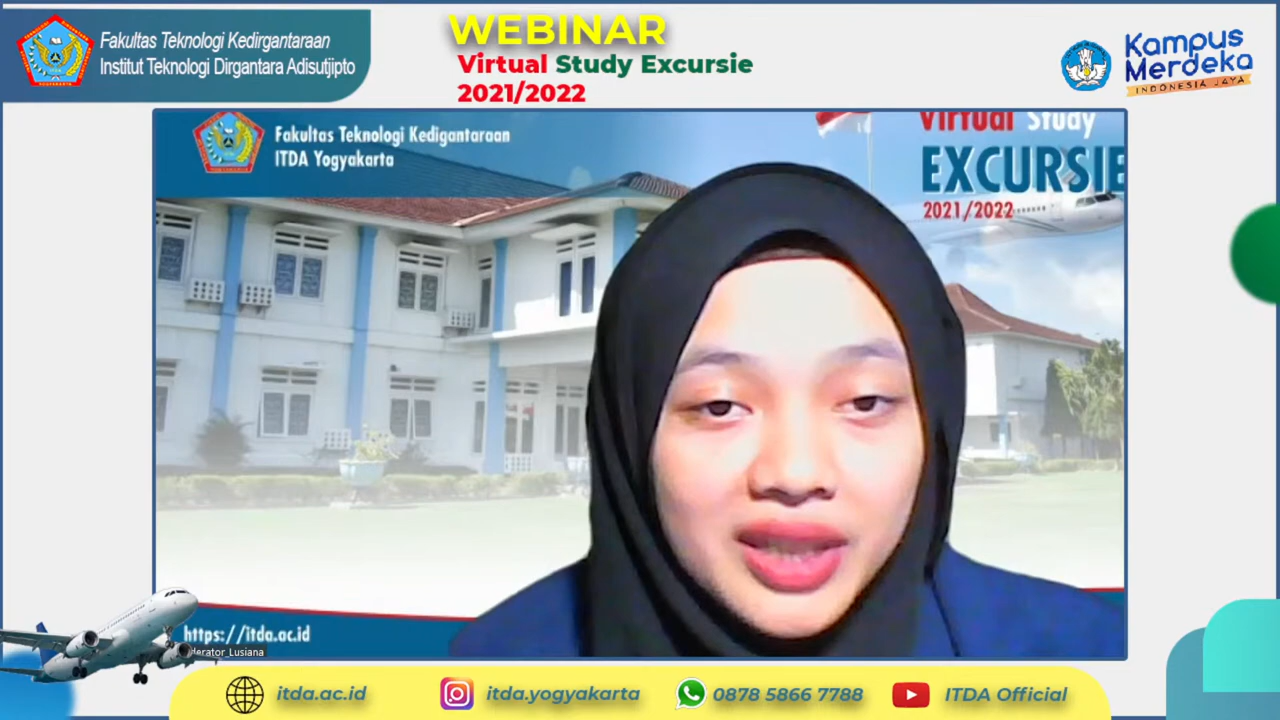 Fakultas Teknologi Kedirgantaraan
Institut Teknologi Dirgantara Adisutjipto
WEBINAR
Virtual Study Excursie
2021/2022
Kampus
Merdeka
INDONESIA JAYA
Fakultas Teknologi Kedigantaraan
ITDA Yogyakarta
Virtual Study
EXCURSIE
2021/2022
https://itda.ac.id
derator_Lusiana
itda.ac.id
itda.yogyakarta
0878 5866 7788
ITDA Official